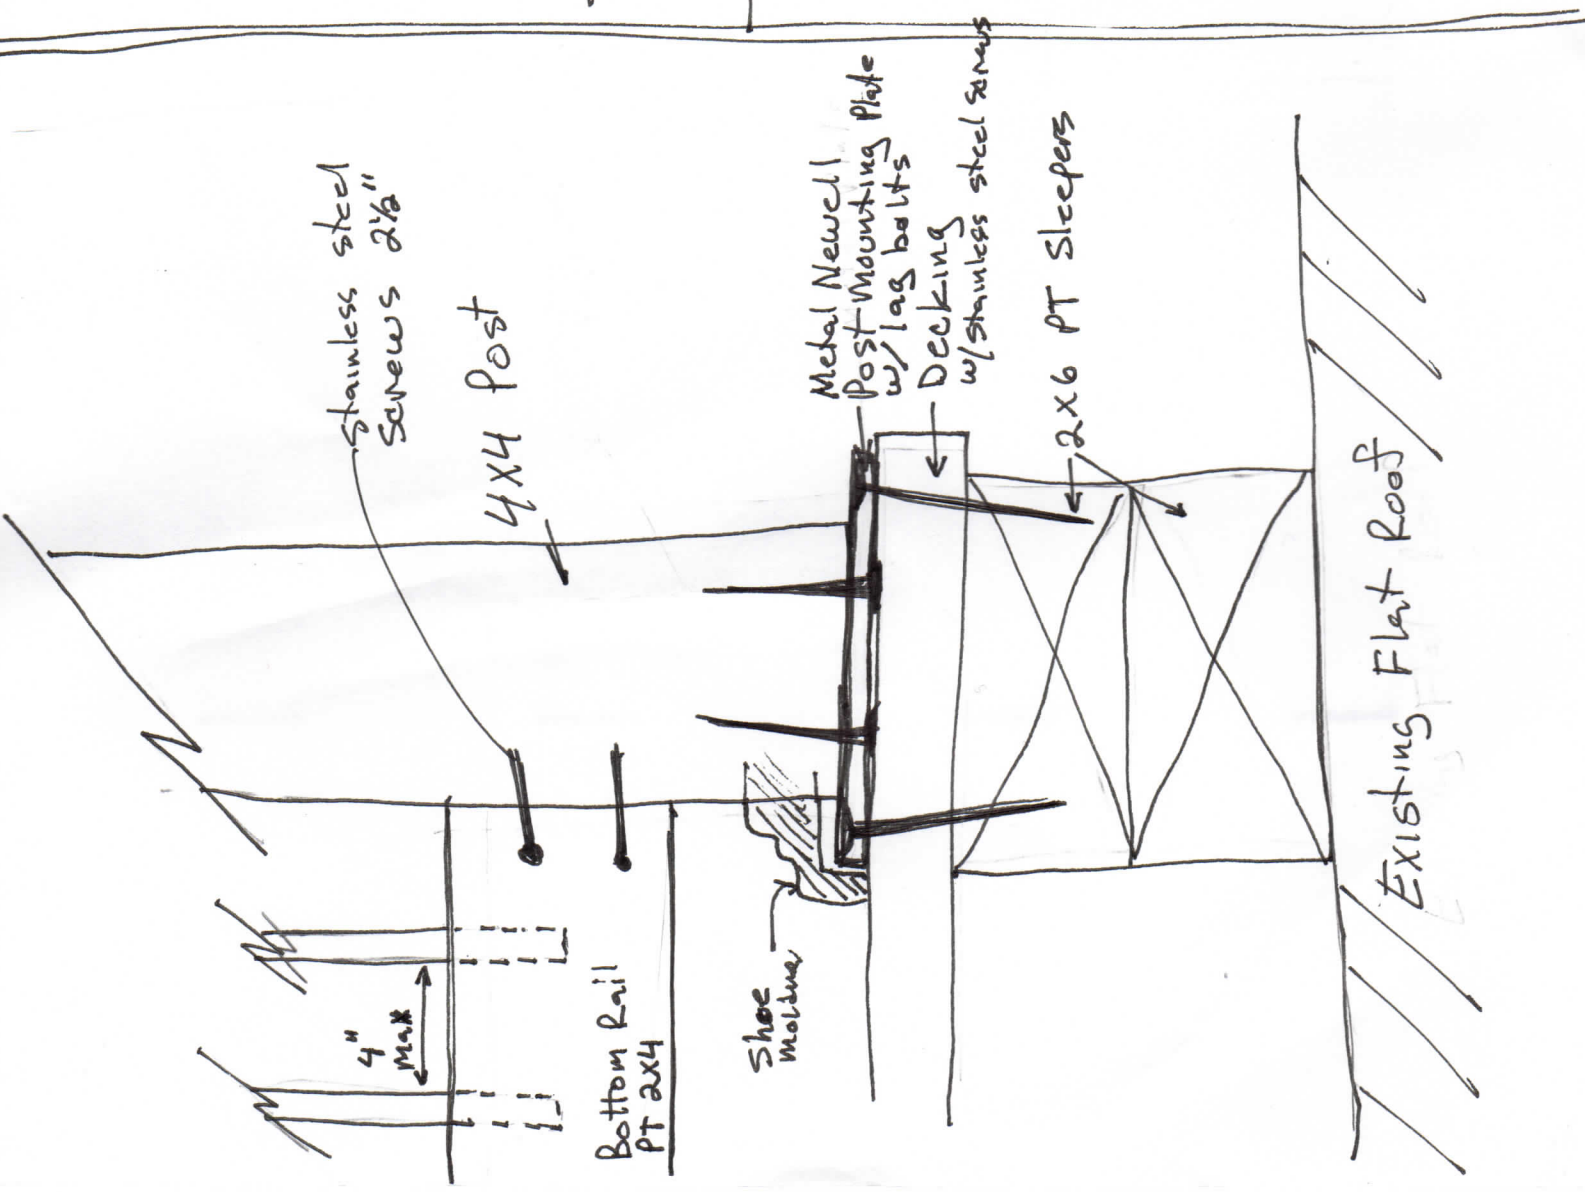 Stainless steel
Screws 2½"
4x4 Post
Metal Newell
Post mounting Plate
w/ lag bolts
Decking
w/ stainless steel screws
2x6 PT Sleepers
4"
Max
Bottom Rail
PT 2x4
Shoe
Existing Flat Roof